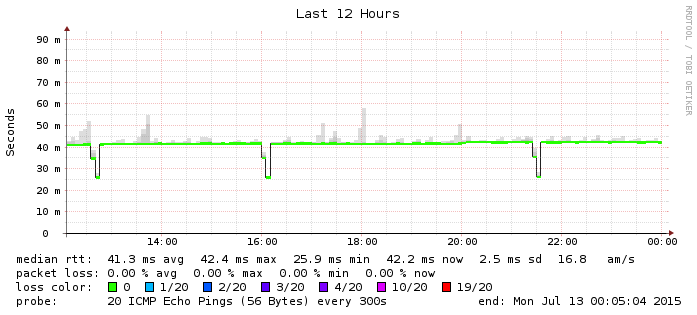 Last 12 Hours
RRDTOOL / TOBI OETIKER
Seconds
90 m
80 m
70 m
60 m
50 m
40 m
30 m
20 m
10 m
0
14:00 16:00 18:00 20:00 22:00 00:00
median rtt: 41.3 ms avg 42.4 ms max 25.9 ms min 42.2 ms now 2.5 ms sd 16.8 am/s
packet loss: 0.00 % avg 0.00 % max 0.00 % min 0.00 % now
loss color: 0 1/20 2/20 3/20 4/20 10/20 19/20
probe: 20 ICMP Echo Pings (56 Bytes) every 300s end: Mon Jul 13 00:05:04 2015